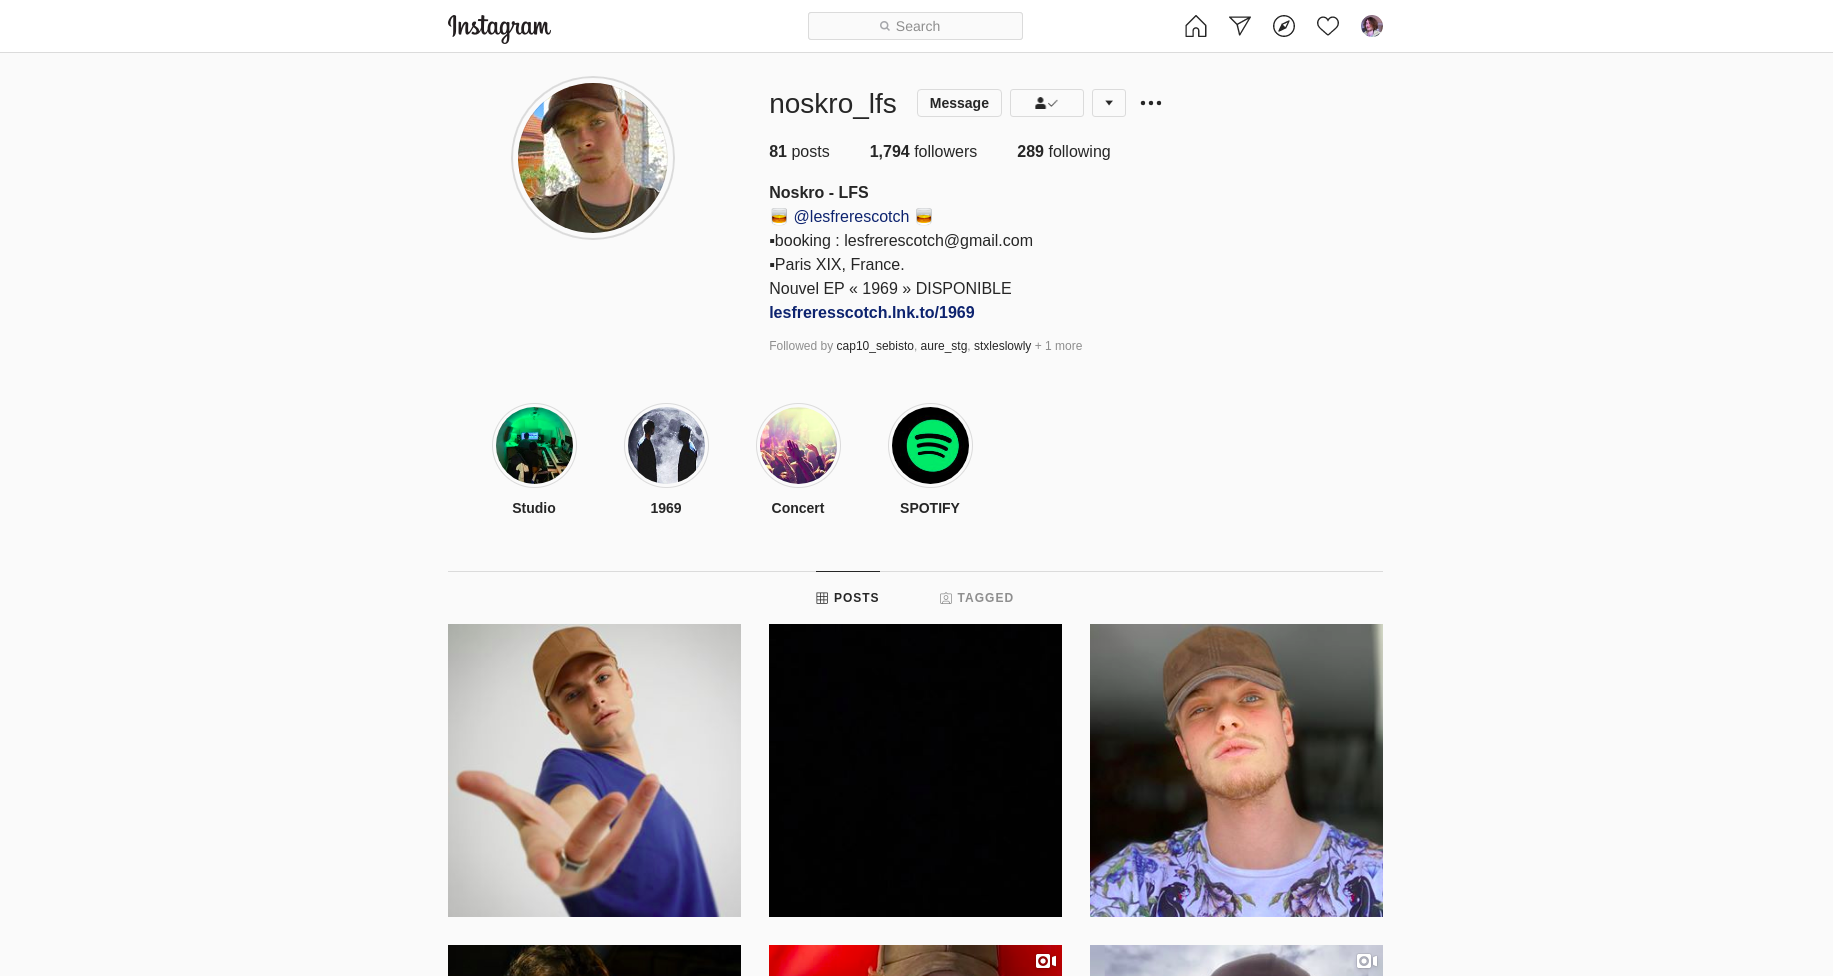 Instagram
Search
noskro_lfs Message
81 posts 1,794 followers 289 following
Noskro - LFS
🥃 @lesfrerescotch 🥃
▪️booking : lesfrerescotch@gmail.com
▪️Paris XIX, France.
Nouvel EP « 1969 » DISPONIBLE
lesfreresscotch.lnk.to/1969
Followed by cap10_sebisto, aure_stg, stxleslowly + 1 more
Studio 1969 Concert SPOTIFY
POSTS TAGGED